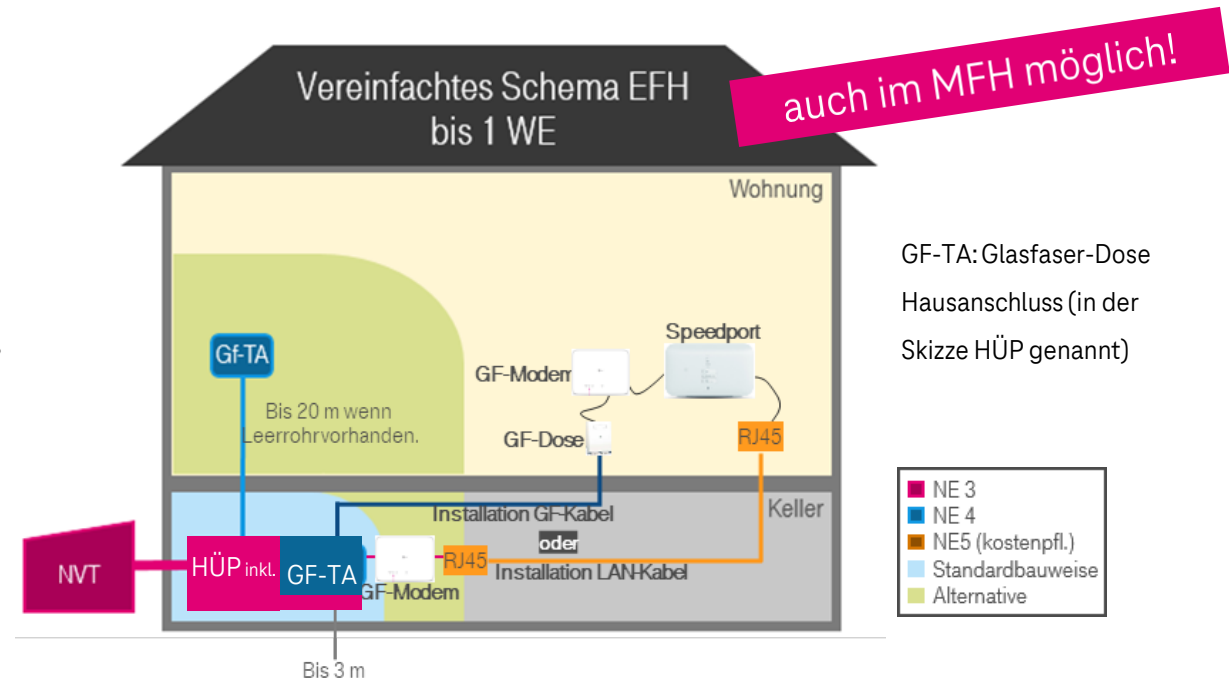 Vereinfachtes Schema EFH
bis 1 WE
auch im MFH möglich!
Wohnung
Gf-TA
Bis 20 m wenn
Leerrohrvorhanden.
GF-Modem
Speedport
GF-Dose
RJ45
GF-TA: Glasfaser-Dose
Hausanschluss (in der
Skizze HÜP genannt)
Keller
Installation GF-Kabel
oder
Installation LAN-Kabel
NVT
HÜP inkl.
GF-TA
GF-Modem
RJ45
Bis 3 m
NE 3
NE 4
NE5 (kostenpfl.)
Standardbauweise
Alternative